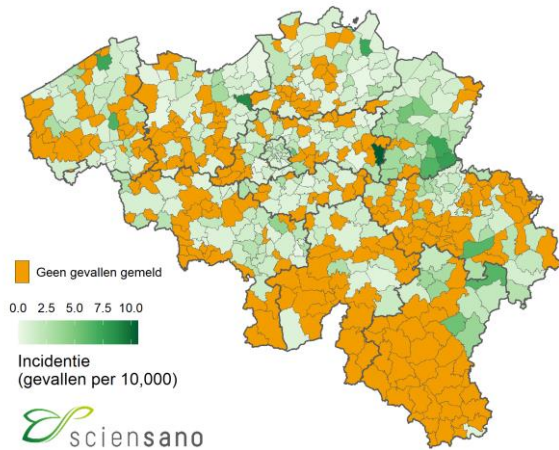 Geen gevallen gemeld
0.0 2.5 5.0 7.5 10.0
Incidentie
(gevallen per 10,000)
sciensano